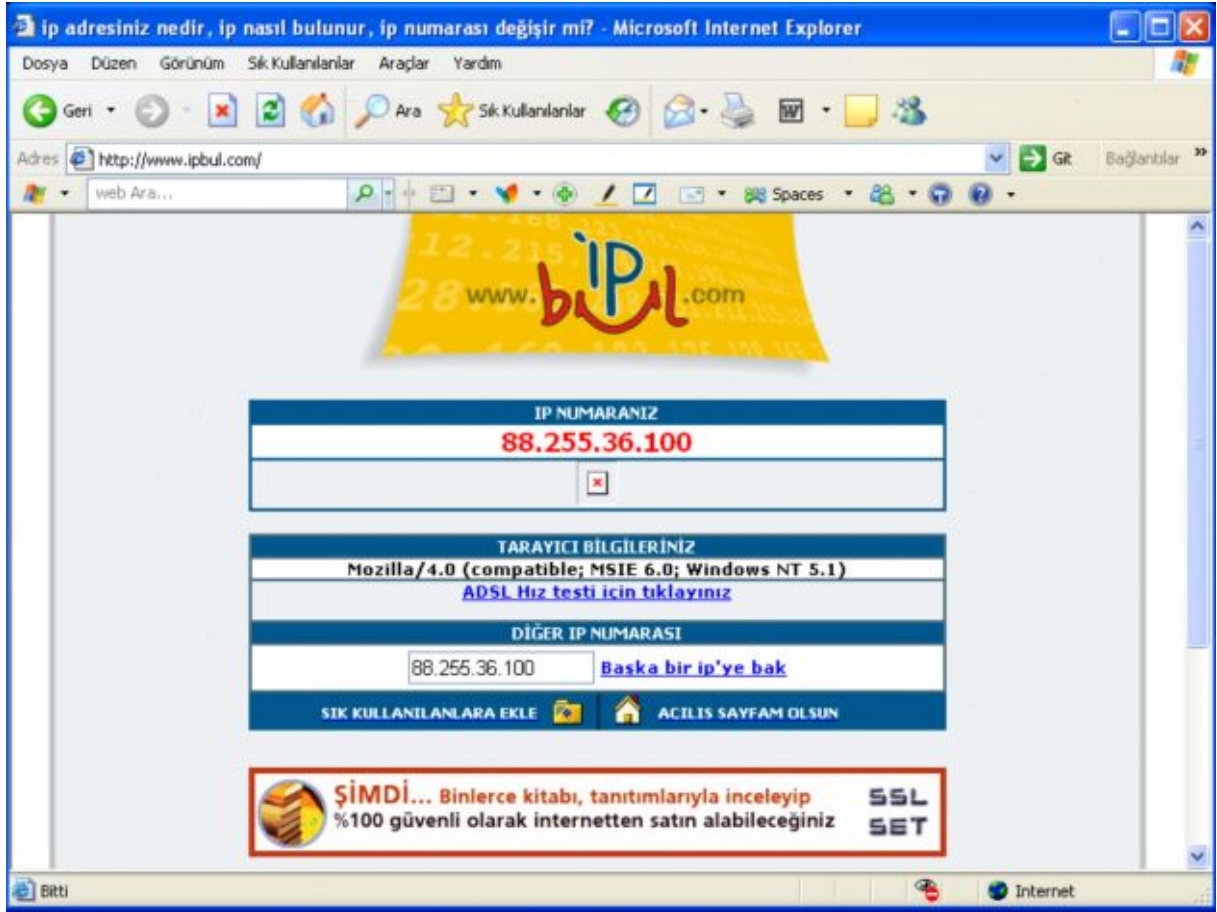 ip adresiniz nedir, ip nasıl bulunur, ip numarası değişir mi? - Microsoft Internet Explorer
Dosya Düzen Görünüm Sık Kullanılanlar Araçlar Yardım
Geri Ara Sık Kullanılanlar
Adres http://www.ipbul.com/ Git Bağlantılar »
web Ara... Spaces
www.bipul.com
IP NUMARANIZ
88.255.36.100
TARAYICI BİLGİLERİNİZ
Mozilla/4.0 (compatible; MSIE 6.0; Windows NT 5.1)
ADSL Hız testi için tıklayınız
DİĞER IP NUMARASI
88.255.36.100 Başka bir ip'ye bak
SIK KULLANILANLARA EKLE ACILIS SAYFAM OLSUN
ŞİMDİ... Binlerce kitabı, tanıtımlarıyla inceleyip SSL
%100 güvenli olarak internetten satın alabileceğiniz SET
Bitti Internet